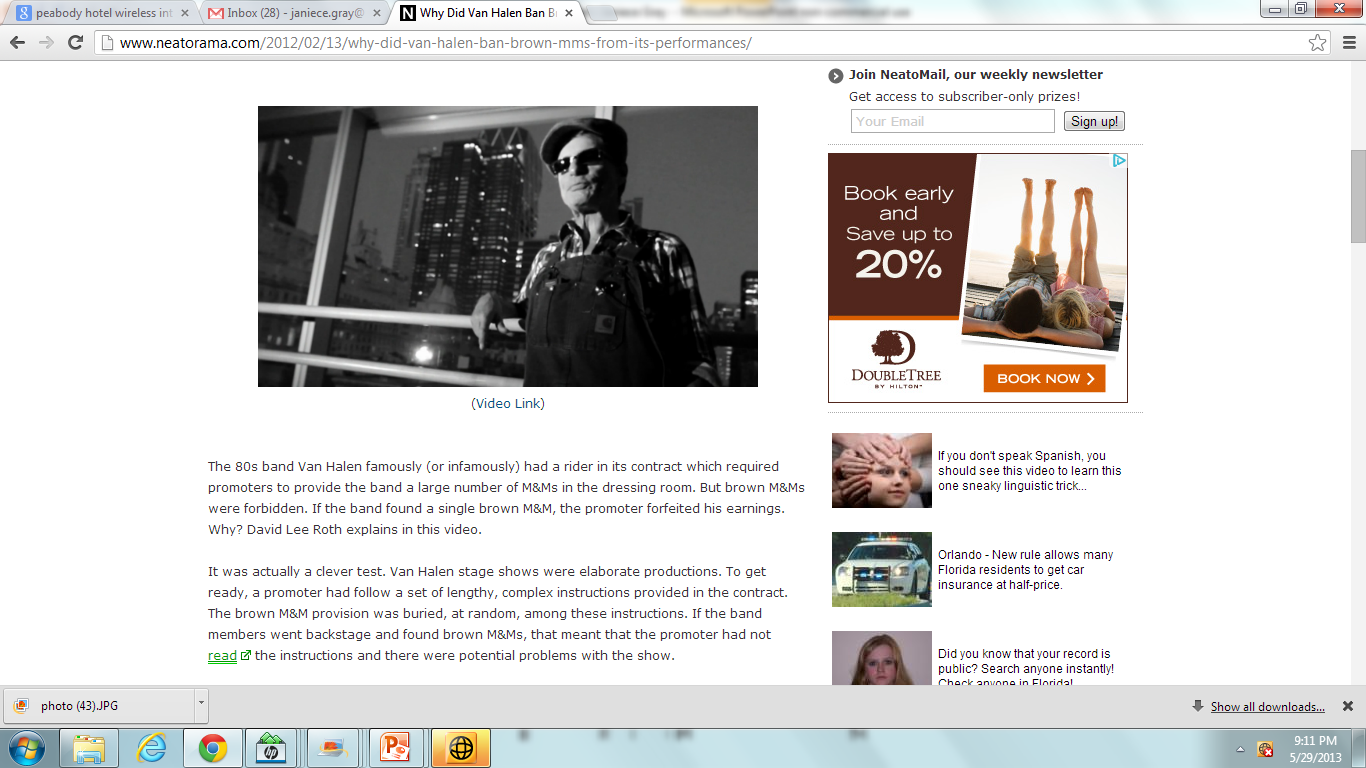 peabody hotel wireless int
Inbox (28) - janiece.gray@
Why Did Van Halen Ban B
www.neatorama.com/2012/02/13/why-did-van-halen-ban-brown-mms-from-its-performances/
Join NeatoMail, our weekly newsletter
Get access to subscriber-only prizes!
Your Email
Sign up!
Book early
and
Save up to
20%
DOUBLETREE
BY HILTON
BOOK NOW
(Video Link)
The 80s band Van Halen famously (or infamously) had a rider in its contract which required
promoters to provide the band a large number of M&Ms in the dressing room. But brown M&Ms
were forbidden. If the band found a single brown M&M, the promoter forfeited his earnings.
Why? David Lee Roth explains in this video.
It was actually a clever test. Van Halen stage shows were elaborate productions. To get
ready, a promoter had follow a set of lengthy, complex instructions provided in the contract.
The brown M&M provision was buried, at random, among these instructions. If the band
members went backstage and found brown M&Ms, that meant that the promoter had not
read the instructions and there were potential problems with the show.
If you don't speak Spanish, you
should see this video to learn this
one sneaky linguistic trick...
Orlando - New rule allows many
Florida residents to get car
insurance at half-price.
Did you know that your record is
public? Search anyone instantly!
Check anyone in Florida!
photo (43).JPG
Show all downloads...
9:11 PM
5/29/2013